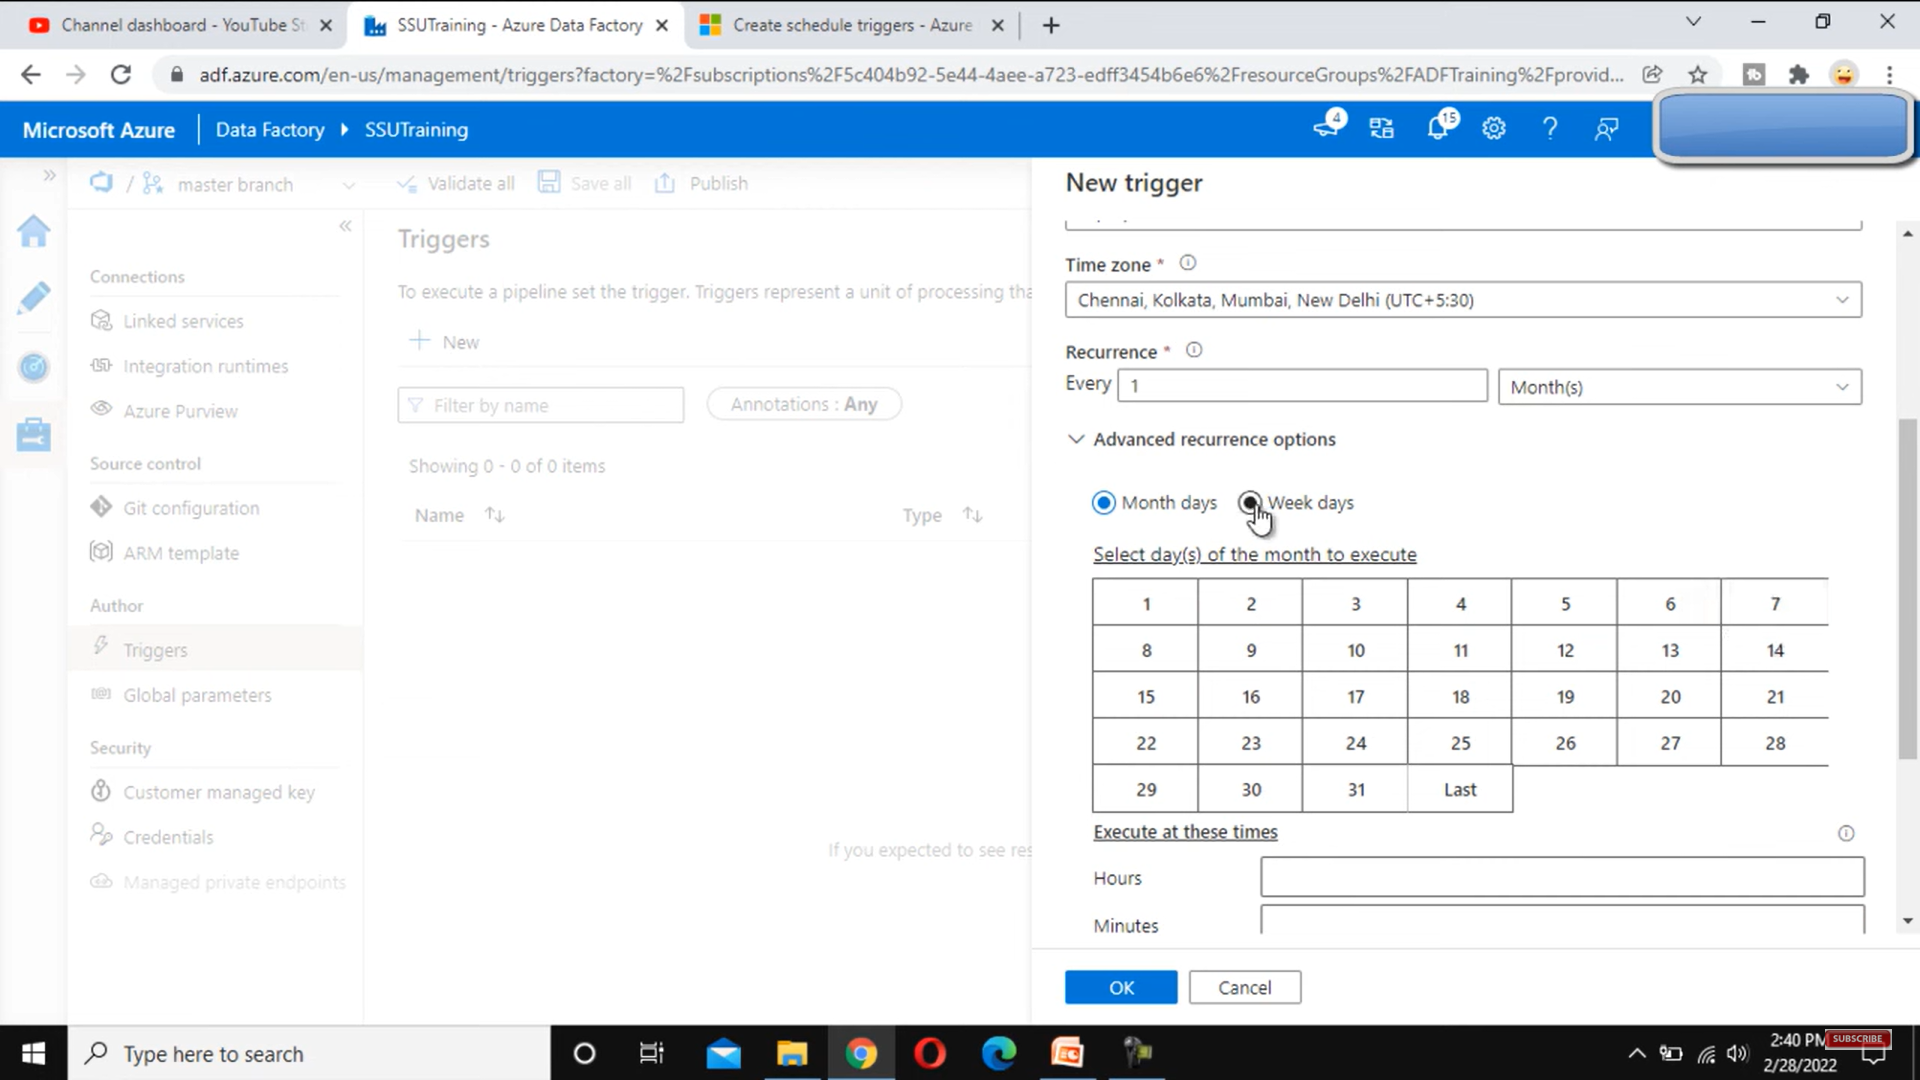 Channel dashboard - YouTube St
SSUTraining - Azure Data Factory
Create schedule triggers - Azure
adf.azure.com/en-us/management/triggers?factory=%2Fsubscriptions%2F5c404b92-5e44-4aee-a723-edff3454b6e6%2FresourceGroups%2FADFTraining%2Fprovid...
Microsoft Azure
Data Factory
SSUTraining
4
15
/ master branch
Validate all
Save all
Publish
New trigger
Triggers
Connections
To execute a pipeline set the trigger. Triggers represent a unit of processing tha
Time zone *
Chennai, Kolkata, Mumbai, New Delhi (UTC+5:30)
Linked services
New
Recurrence *
Integration runtimes
Every 1 Month(s)
Azure Purview
Filter by name
Annotations : Any
Advanced recurrence options
Source control
Showing 0 - 0 of 0 items
Git configuration
Name
Type
Month days
Week days
ARM template
Select day(s) of the month to execute
Author
1 2 3 4 5 6 7
Triggers
8 9 10 11 12 13 14
Global parameters
15 16 17 18 19 20 21
Security
22 23 24 25 26 27 28
Customer managed key
29 30 31 Last
Credentials
Execute at these times
If you expected to see res
Managed private endpoints
Hours
Minutes
OK
Cancel
Type here to search
2:40 PM
SUBSCRIBE
2/28/2022